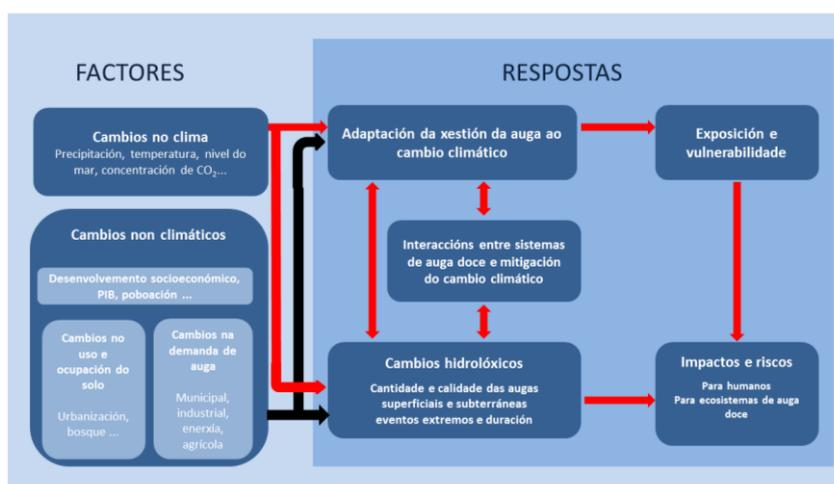 FACTORES
RESPOSTAS
Cambios no clima
Precipitación, temperatura, nivel do
mar, concentración de CO₂...
Cambios non climáticos
Desenvolvemento socioeconómico,
PIB, poboación ...
Cambios no
uso e
ocupación do
solo
Urbanización,
bosque ...
Cambios na
demanda de
auga
Municipal,
industrial,
enerxía,
agrícola
Adaptación da xestión da auga ao
cambio climático
Interaccións entre sistemas
de auga doce e mitigación
do cambio climático
Cambios hidrolóxicos
Cantidade e calidade das augas
superficiais e subterráneas
eventos extremos e duración
Exposición e
vulnerabilidade
Impactos e riscos
Para humanos
Para ecosistemas de auga
doce